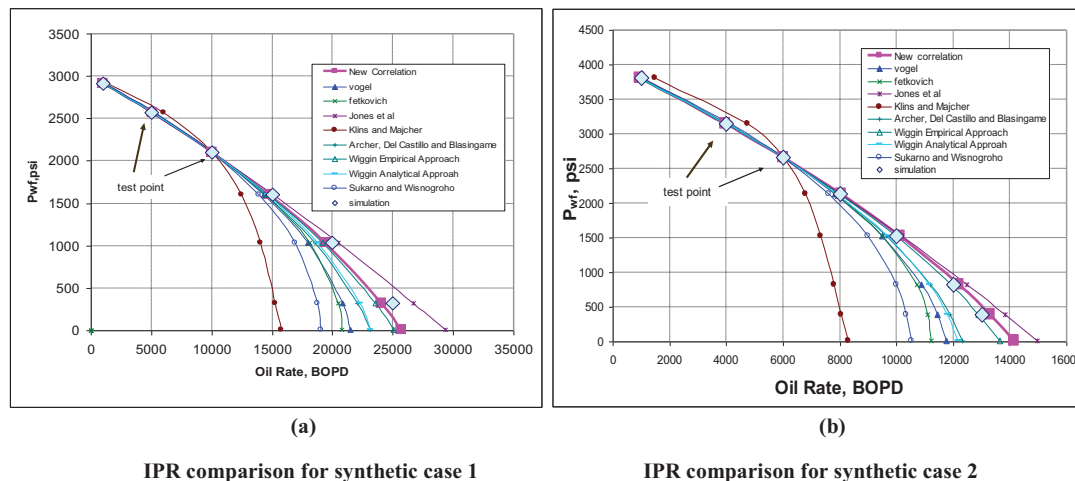 3500
3000
2500
2000
1500
1000
500
0
Pwf,psi
0
5000
10000
15000
20000
25000
30000
35000
Oil Rate, BOPD
test point
New Correlation
vogel
fetkovich
Jones et al
Klins and Majcher
Archer, Del Castillo and Blasingame
Wiggin Empirical Approach
Wiggin Analytical Approah
Sukarno and Wisnogroho
simulation
(a)
IPR comparison for synthetic case 1
4500
4000
3500
3000
2500
2000
1500
1000
500
0
Pwf, psi
0
2000
4000
6000
8000
10000
12000
14000
16000
Oil Rate, BOPD
test point
New correlation
vogel
fetkovich
Jones et al
Klins and Majcher
Archer, Del Castillo and Blasingame
Wiggin Empirical Approach
Wiggin Analytical Approach
Sukarno and Wisnogroho
simulation
(b)
IPR comparison for synthetic case 2